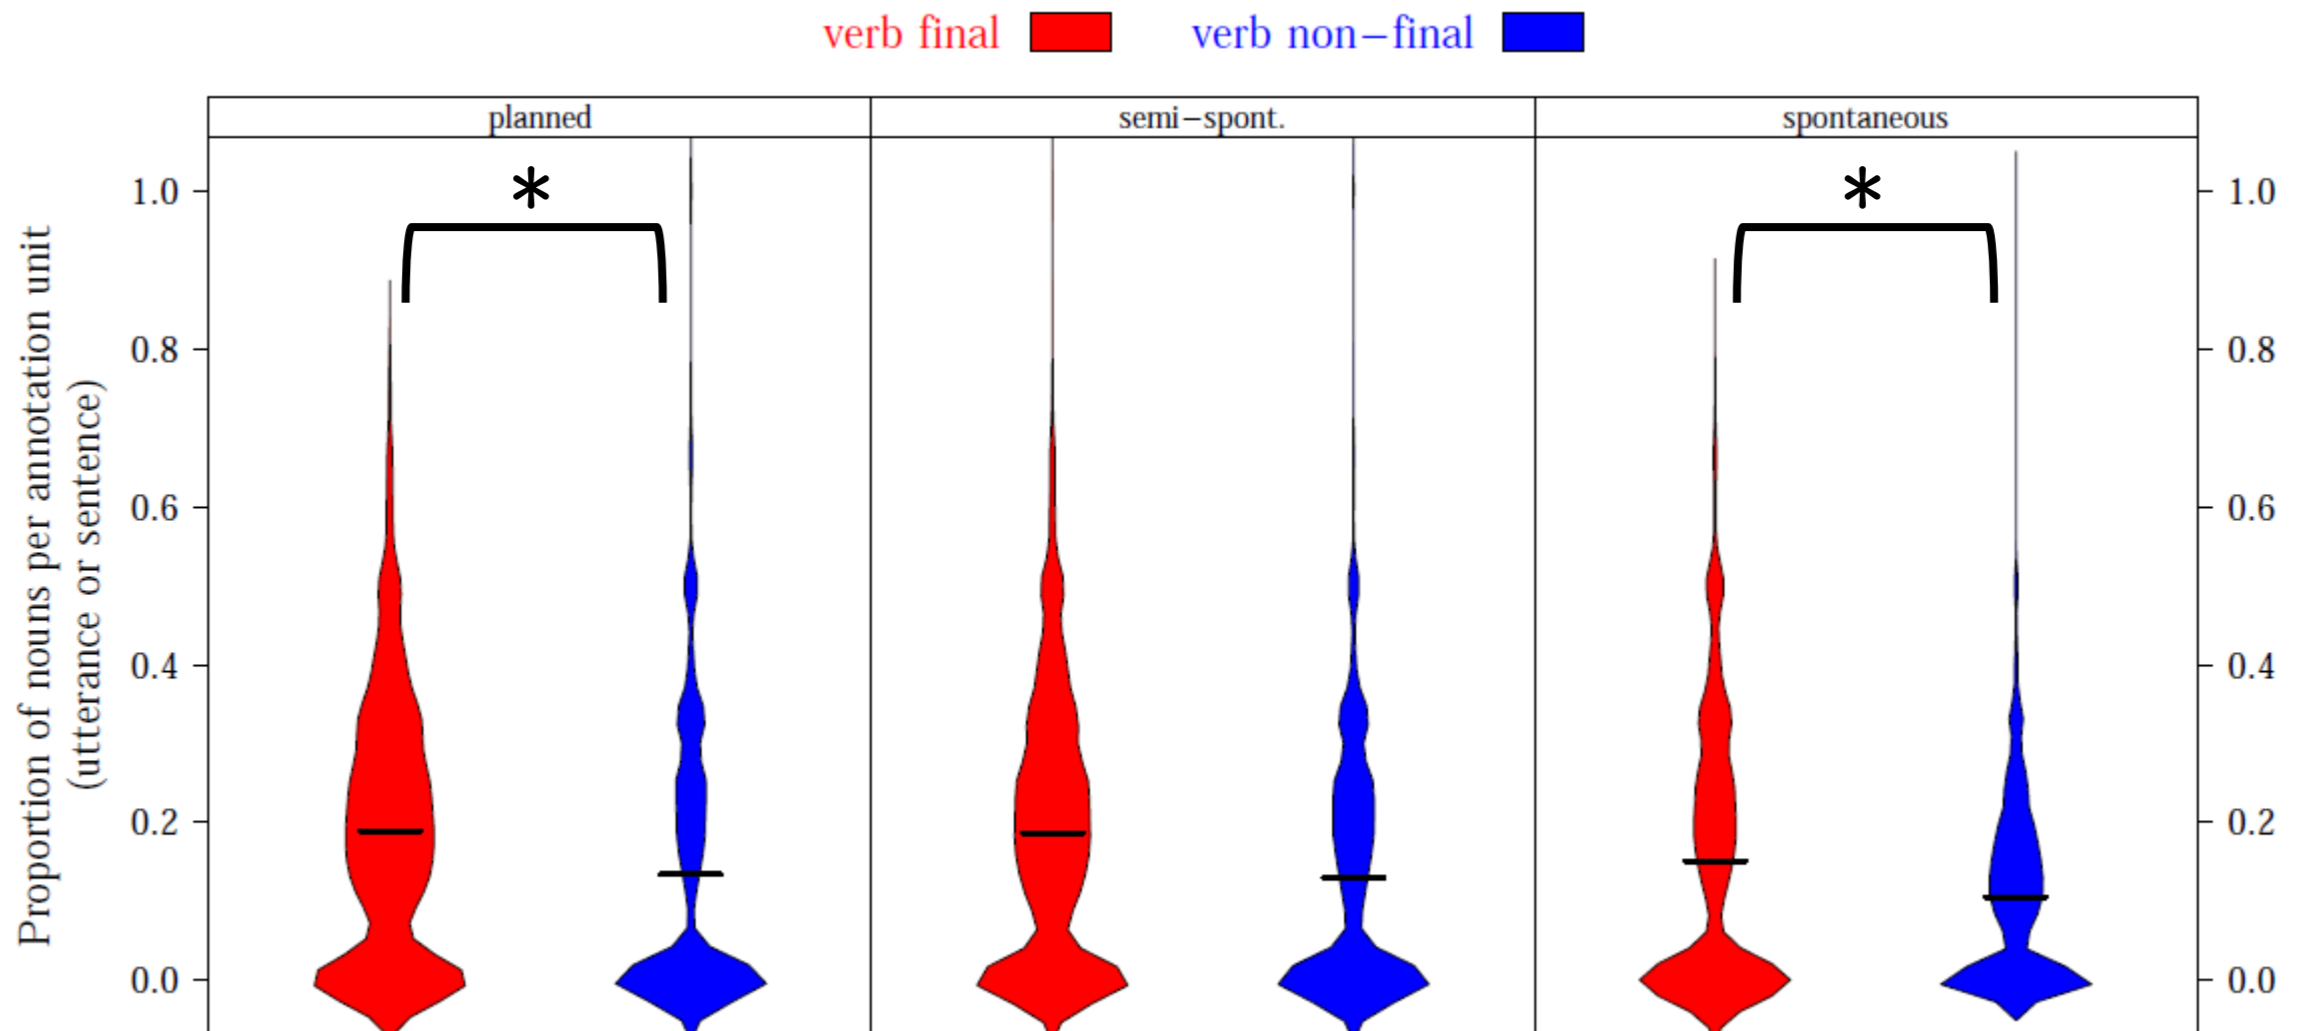 verb final verb non−final
planned semi−spont. spontaneous
Proportion of nouns per annotation unit
(utterance or sentence)
1.0 1.0
0.8 0.8
0.6 0.6
0.4 0.4
0.2 0.2
0.0 0.0
* *